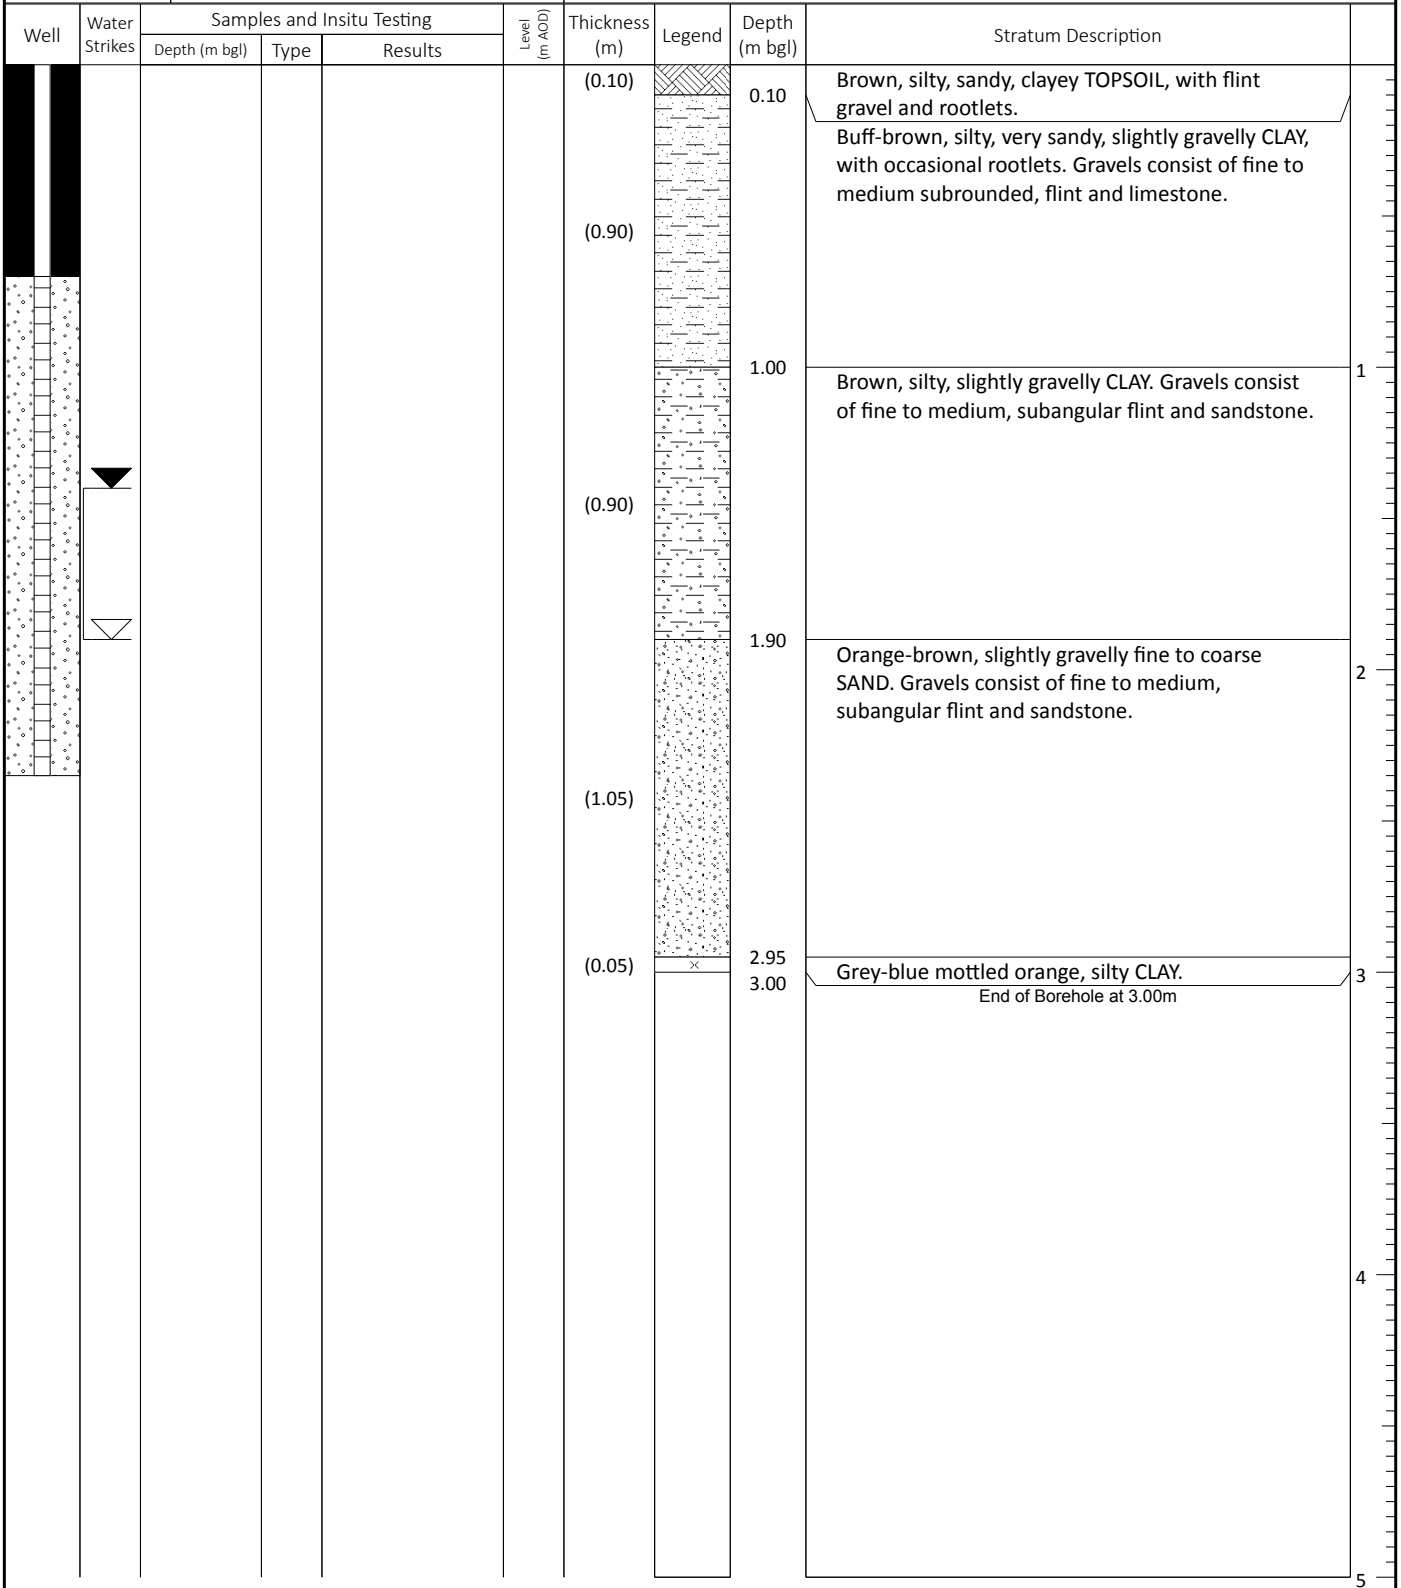 Well
Water
Strikes
Samples and Insitu Testing
Depth (m bgl)
Type
Results
Level
(m AOD)
Thickness
(m)
Legend
Depth
(m bgl)
Stratum Description
(0.10)
0.10
Brown, silty, sandy, clayey TOPSOIL, with flint
gravel and rootlets.
Buff-brown, silty, very sandy, slightly gravelly CLAY,
with occasional rootlets. Gravels consist of fine to
medium subrounded, flint and limestone.
(0.90)
1.00
1
Brown, silty, slightly gravelly CLAY. Gravels consist
of fine to medium, subangular flint and sandstone.
(0.90)
1.90
Orange-brown, slightly gravelly fine to coarse
SAND. Gravels consist of fine to medium,
subangular flint and sandstone.
2
(1.05)
2.95
(0.05)
3.00
Grey-blue mottled orange, silty CLAY.
3
End of Borehole at 3.00m
4
5